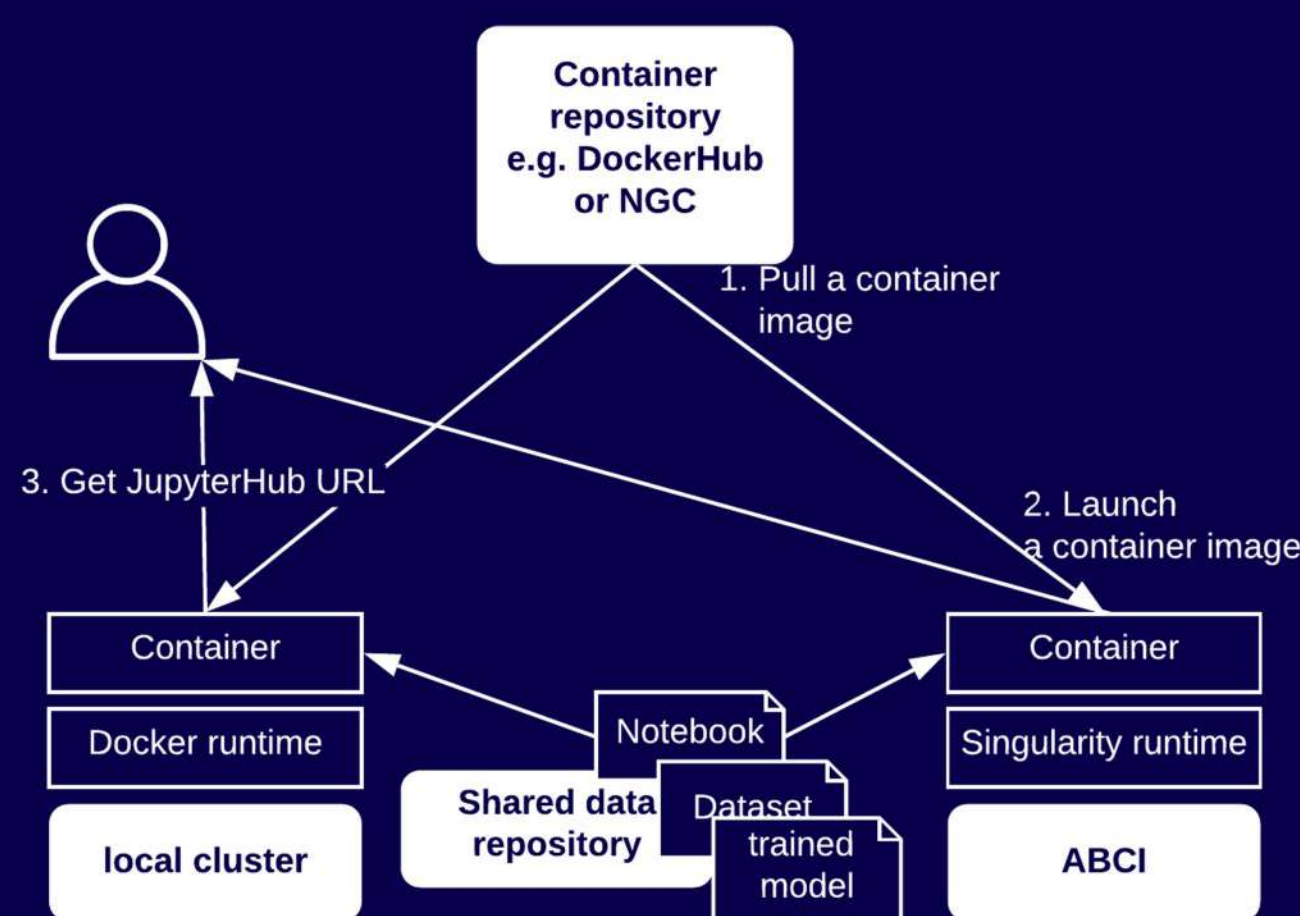 Container
repository
e.g. DockerHub
or NGC
1. Pull a container
image
3. Get JupyterHub URL
2. Launch
a container image
Container
Docker runtime
local cluster
Notebook
Shared data
repository
Dataset
trained
model
Container
Singularity runtime
ABCI